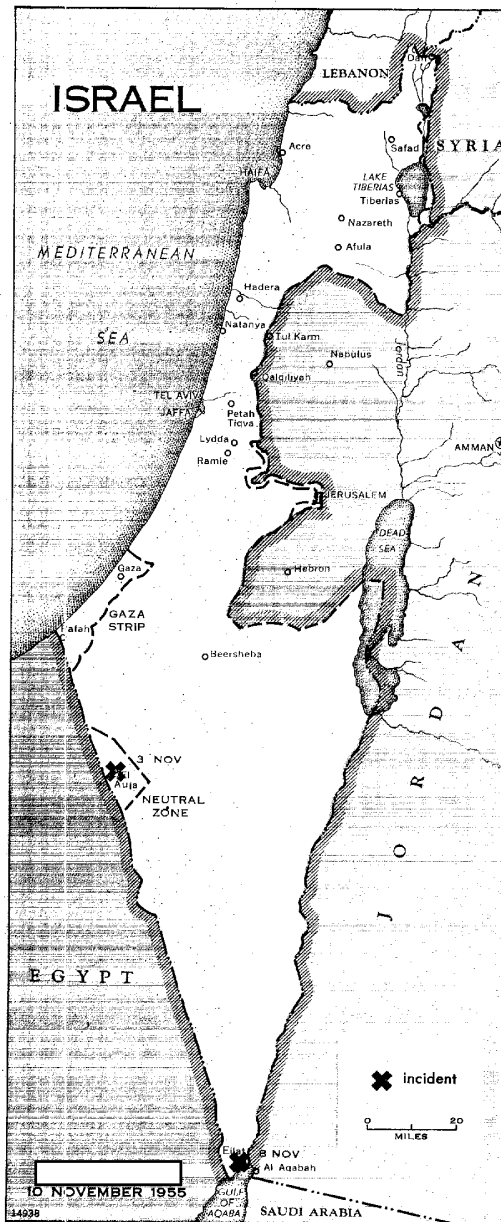 ISRAEL
LEBANON
Dan
SYRIA
Acre
Safad
HAIFA
LAKE
TIBERIAS
Tiberias
Nazareth
Afula
MEDITERRANEAN
SEA
Hadera
Natanya
Tul Karm
Nabulus
Jordan
Qalqiliyah
TEL AVIV
JAFFA
Petah
Tiqva
Lydda
Ramle
AMMAN
JERUSALEM
DEAD
SEA
Hebron
Gaza
GAZA
STRIP
Rafah
Beersheba
JORDAN
3 NOV
El
Auja
NEUTRAL
ZONE
EGYPT
incident
0 20
MILES
Eilat
8 NOV
Al Aqabah
10 NOVEMBER 1955
GULF
OF
AQABA
SAUDI ARABIA
14938